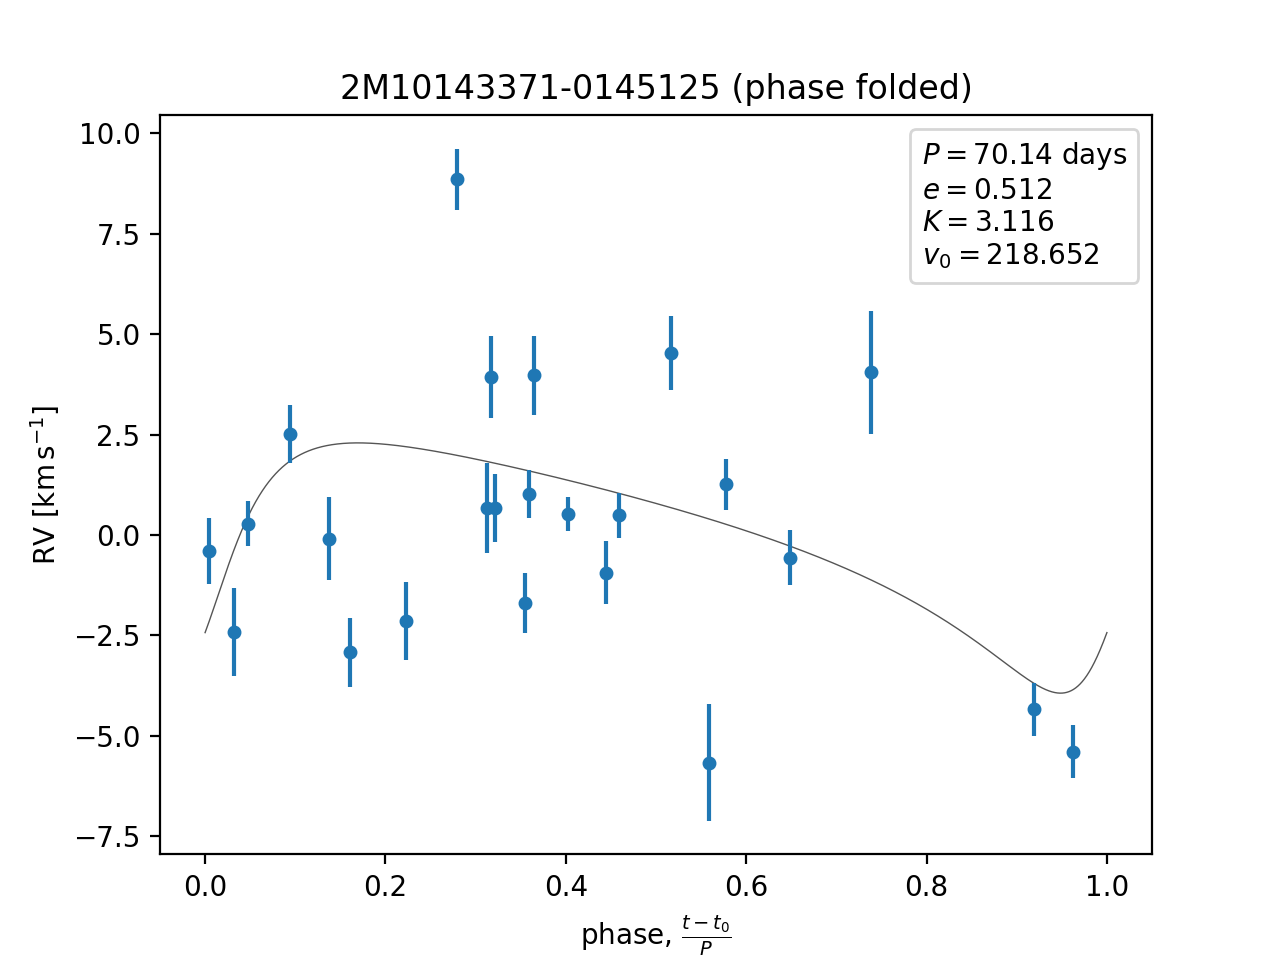 2M10143371-0145125 (phase folded)
P = 70.14 days
e = 0.512
K = 3.116
v₀ = 218.652
10.0
7.5
5.0
2.5
0.0
−2.5
−5.0
−7.5
RV [km s⁻¹]
0.0 0.2 0.4 0.6 0.8 1.0
phase, (t − t₀)/P